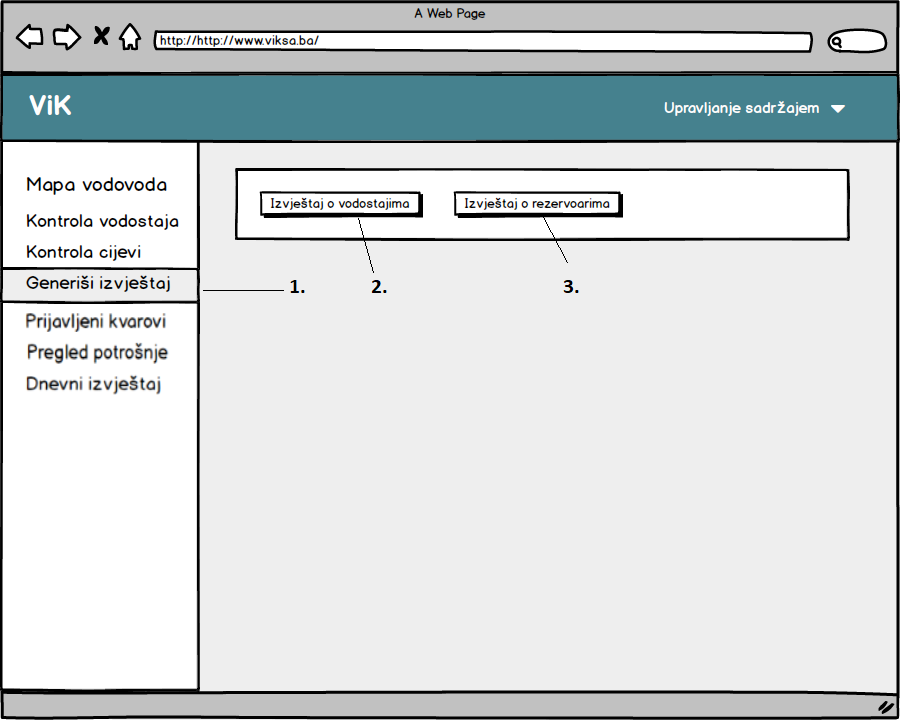 A Web Page
http://http://www.viksa.ba/
ViK
Upravljanje sadržajem
Mapa vodovoda
Kontrola vodostaja
Kontrola cijevi
Generiši izvještaj
Prijavljeni kvarovi
Pregled potrošnje
Dnevni izvještaj
Izvještaj o vodostajima
Izvještaj o rezervoarima
1.
2.
3.